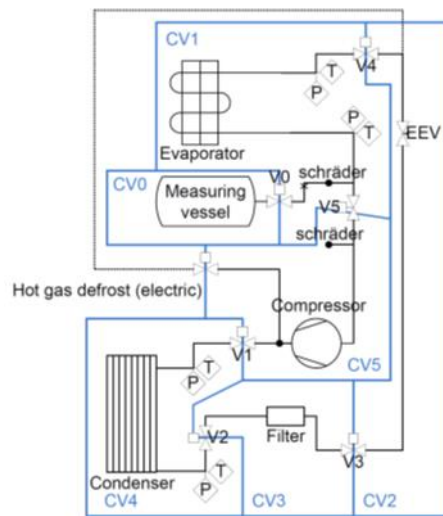 CV1
V4
T
P
P
T
EEV
Evaporator
V0
schräder
CV0
Measuring
vessel
V5
schräder
Hot gas defrost (electric)
Compressor
V1
CV5
T
P
V2
Filter
V3
Condenser
T
P
CV4
CV3
CV2